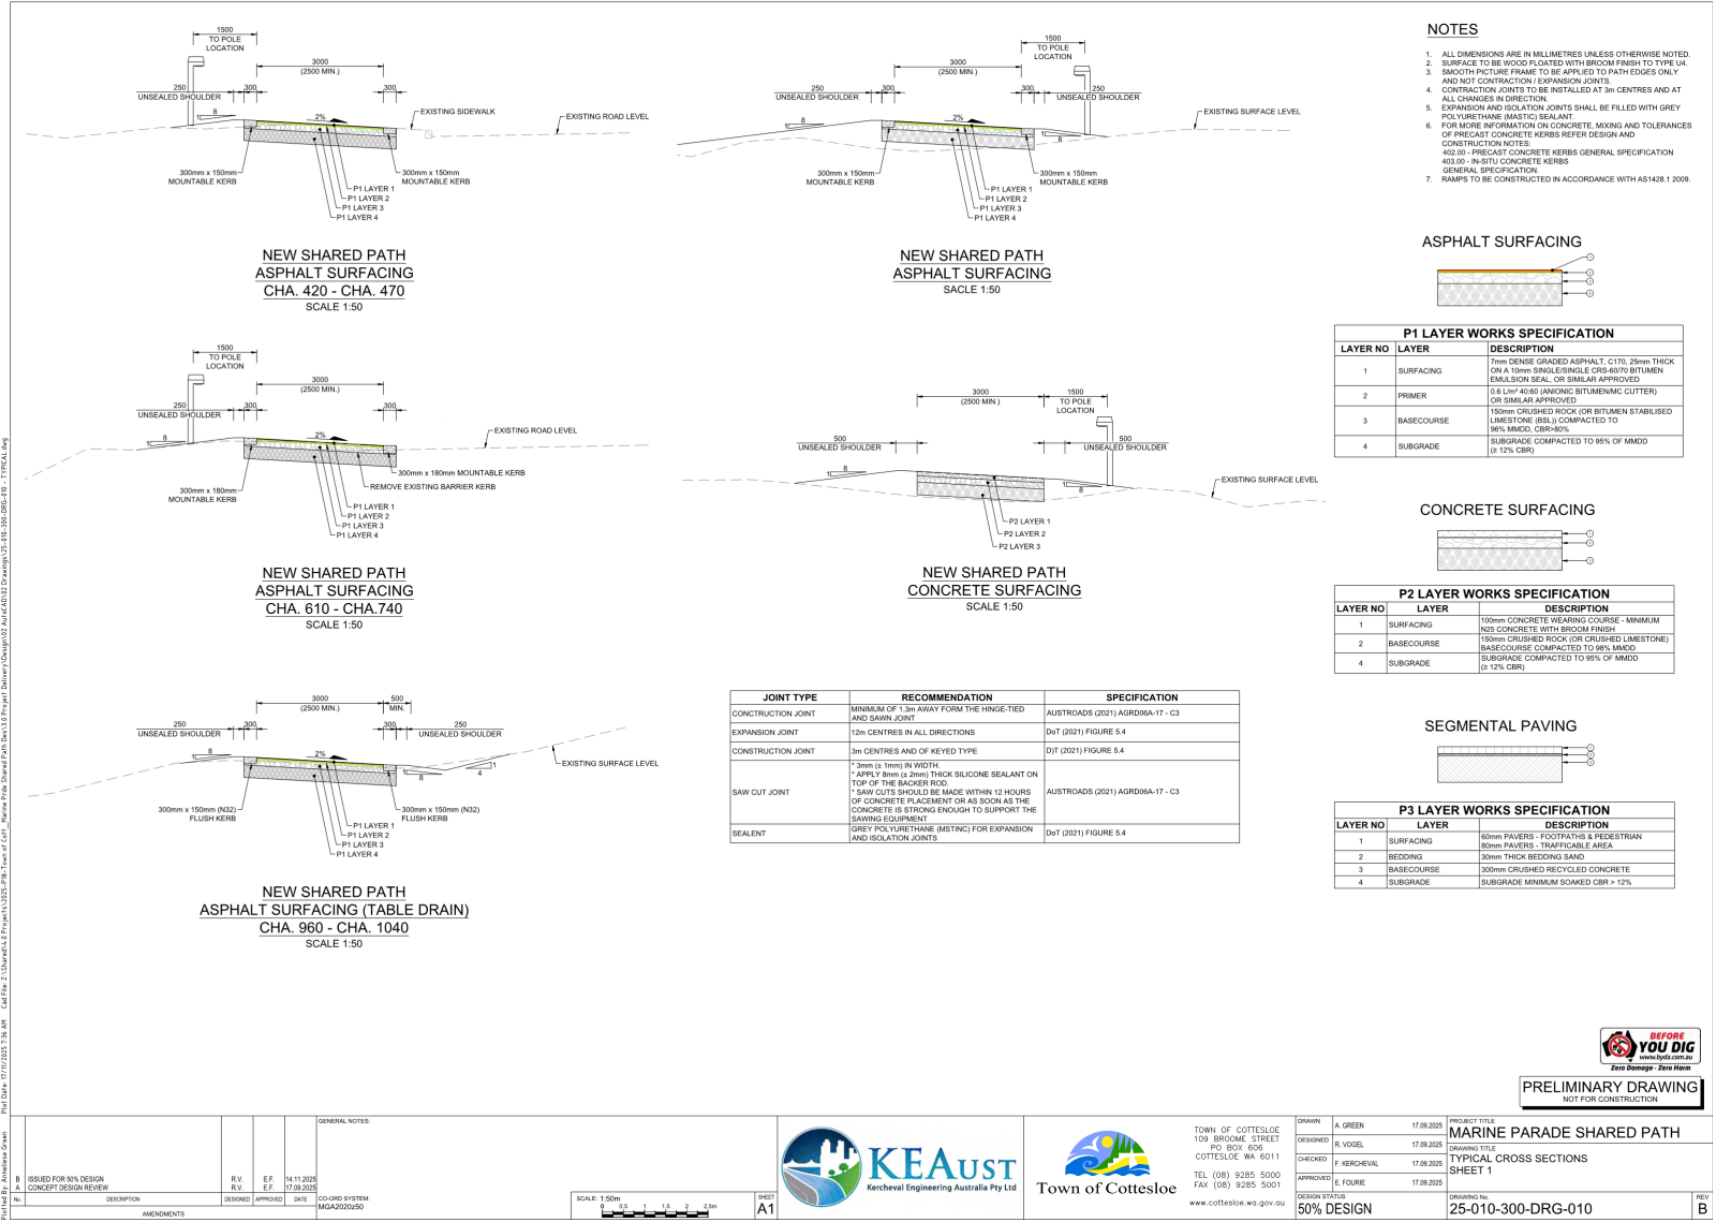 1500
TO POLE
LOCATION
3000
(2500 MIN.)
250
UNSEALED SHOULDER
300
300
8
1
2%
EXISTING SIDEWALK
EXISTING ROAD LEVEL
300mm x 150mm
MOUNTABLE KERB
300mm x 150mm
MOUNTABLE KERB
P1 LAYER 1
P1 LAYER 2
P1 LAYER 3
P1 LAYER 4
NEW SHARED PATH
ASPHALT SURFACING
CHA. 420 - CHA. 470
SCALE 1:50
1500
TO POLE
LOCATION
3000
(2500 MIN.)
250
UNSEALED SHOULDER
300
300
250
UNSEALED SHOULDER
8
1
2%
1
8
EXISTING SURFACE LEVEL
300mm x 150mm
MOUNTABLE KERB
300mm x 150mm
MOUNTABLE KERB
P1 LAYER 1
P1 LAYER 2
P1 LAYER 3
P1 LAYER 4
NEW SHARED PATH
ASPHALT SURFACING
SACLE 1:50
1500
TO POLE
LOCATION
3000
(2500 MIN.)
250
UNSEALED SHOULDER
300
300
8
1
2%
EXISTING ROAD LEVEL
300mm x 180mm MOUNTABLE KERB
REMOVE EXISTING BARRIER KERB
300mm x 180mm
MOUNTABLE KERB
P1 LAYER 1
P1 LAYER 2
P1 LAYER 3
P1 LAYER 4
NEW SHARED PATH
ASPHALT SURFACING
CHA. 610 - CHA.740
SCALE 1:50
3000
(2500 MIN.)
1500
TO POLE
LOCATION
500
UNSEALED SHOULDER
500
UNSEALED SHOULDER
8
1
1
8
EXISTING SURFACE LEVEL
P2 LAYER 1
P2 LAYER 2
P2 LAYER 3
NEW SHARED PATH
CONCRETE SURFACING
SCALE 1:50
3000
(2500 MIN.)
500
MIN.
250
UNSEALED SHOULDER
300
300
250
UNSEALED SHOULDER
8
1
2%
1
8
1
4
EXISTING SURFACE LEVEL
300mm x 150mm (N32)
FLUSH KERB
300mm x 150mm (N32)
FLUSH KERB
P1 LAYER 1
P1 LAYER 2
P1 LAYER 3
P1 LAYER 4
NEW SHARED PATH
ASPHALT SURFACING (TABLE DRAIN)
CHA. 960 - CHA. 1040
SCALE 1:50
JOINT TYPE RECOMMENDATION SPECIFICATION
CONCTRUCTION JOINT MINIMUM OF 1.3m AWAY FORM THE HINGE-TIED AUSTROADS (2021) AGRD06A-17 - C3
AND SAWN JOINT
EXPANSION JOINT 12m CENTRES IN ALL DIRECTIONS DoT (2021) FIGURE 5.4
CONSTRUCTION JOINT 3m CENTRES AND OF KEYED TYPE D)T (2021) FIGURE 5.4
* 3mm (± 1mm) IN WIDTH.
* APPLY 8mm (± 2mm) THICK SILICONE SEALANT ON
TOP OF THE BACKER ROD.
SAW CUT JOINT * SAW CUTS SHOULD BE MADE WITHIN 12 HOURS AUSTROADS (2021) AGRD06A-17 - C3
OF CONCRETE PLACEMENT OR AS SOON AS THE
CONCRETE IS STRONG ENOUGH TO SUPPORT THE
SAWING EQUIPMENT
SEALENT GREY POLYURETHANE (MSTINC) FOR EXPANSION DoT (2021) FIGURE 5.4
AND ISOLATION JOINTS
NOTES
1. ALL DIMENSIONS ARE IN MILLIMETRES UNLESS OTHERWISE NOTED.
2. SURFACE TO BE WOOD FLOATED WITH BROOM FINISH TO TYPE U4.
3. SMOOTH PICTURE FRAME TO BE APPLIED TO PATH EDGES ONLY
AND NOT CONTRACTION / EXPANSION JOINTS.
4. CONTRACTION JOINTS TO BE INSTALLED AT 3m CENTRES AND AT
ALL CHANGES IN DIRECTION.
5. EXPANSION AND ISOLATION JOINTS SHALL BE FILLED WITH GREY
POLYURETHANE (MASTIC) SEALANT.
6. FOR MORE INFORMATION ON CONCRETE, MIXING AND TOLERANCES
OF PRECAST CONCRETE KERBS REFER DESIGN AND
CONSTRUCTION NOTES:
402.00 - PRECAST CONCRETE KERBS GENERAL SPECIFICATION
403.00 - IN-SITU CONCRETE KERBS
GENERAL SPECIFICATION.
7. RAMPS TO BE CONSTRUCTED IN ACCORDANCE WITH AS1428.1 2009.
ASPHALT SURFACING
P1 LAYER WORKS SPECIFICATION
LAYER NO LAYER DESCRIPTION
1 SURFACING 7mm DENSE GRADED ASPHALT, C170, 25mm THICK
ON A 10mm SINGLE/SINGLE CRS-60/70 BITUMEN
EMULSION SEAL, OR SIMILAR APPROVED
2 PRIMER 0.6 L/m² 40:60 (ANIONIC BITUMEN/MC CUTTER)
OR SIMILAR APPROVED
3 BASECOURSE 150mm CRUSHED ROCK (OR BITUMEN STABILISED
LIMESTONE (BSL)) COMPACTED TO
96% MMDD, CBR>80%
4 SUBGRADE SUBGRADE COMPACTED TO 95% OF MMDD
(≥ 12% CBR)
CONCRETE SURFACING
P2 LAYER WORKS SPECIFICATION
LAYER NO LAYER DESCRIPTION
1 SURFACING 100mm CONCRETE WEARING COURSE - MINIMUM
N25 CONCRETE WITH BROOM FINISH
2 BASECOURSE 150mm CRUSHED ROCK (OR CRUSHED LIMESTONE)
BASECOURSE COMPACTED TO 98% MMDD
4 SUBGRADE SUBGRADE COMPACTED TO 95% OF MMDD
(≥ 12% CBR)
SEGMENTAL PAVING
P3 LAYER WORKS SPECIFICATION
LAYER NO LAYER DESCRIPTION
1 SURFACING 60mm PAVERS - FOOTPATHS & PEDESTRIAN
80mm PAVERS - TRAFFICABLE AREA
2 BEDDING 30mm THICK BEDDING SAND
3 BASECOURSE 300mm CRUSHED RECYCLED CONCRETE
4 SUBGRADE SUBGRADE MINIMUM SOAKED CBR > 12%
BEFORE
YOU DIG
www.byda.com.au
Zero Damage - Zero Harm
PRELIMINARY DRAWING
NOT FOR CONSTRUCTION
Plotted By: Annelwise Green Plot Date: 17/11/2025 7:36 AM
B ISSUED FOR 50% DESIGN R.V. E.F. 14.11.2025
A CONCEPT DESIGN REVIEW R.V. E.F. 17.09.2025
No. DESCRIPTION DESIGNED APPROVED DATE
AMENDMENTS
GENERAL NOTES:
CO-ORD SYSTEM:
MGA2020z50
SCALE: 1:50m
0 0.5 1 1.5 2 2.5m
SHEET
A1
KEAUST
Kercheval Engineering Australia Pty Ltd
Town of Cottesloe
TOWN OF COTTESLOE
109 BROOME STREET
PO BOX 606
COTTESLOE WA 6011
TEL (08) 9285 5000
FAX (08) 9285 5001
www.cottesloe.wa.gov.au
DRAWN A. GREEN 17.09.2025
DESIGNED R. VOGEL 17.09.2025
CHECKED F. KERCHEVAL 17.09.2025
APPROVED E. FOURIE 17.09.2025
DESIGN STATUS
50% DESIGN
PROJECT TITLE
MARINE PARADE SHARED PATH
DRAWING TITLE
TYPICAL CROSS SECTIONS
SHEET 1
DRAWING No.
25-010-300-DRG-010
REV
B